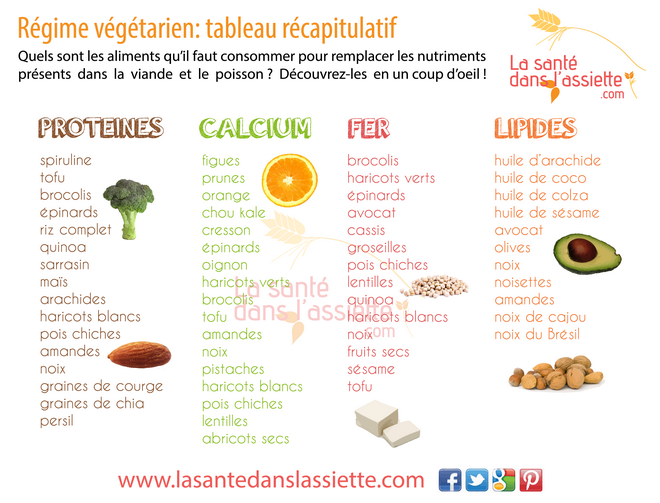 Régime végétarien: tableau récapitulatif
Quels sont les aliments qu'il faut consommer pour remplacer les nutriments
présents dans la viande et le poisson ? Découvrez-les en un coup d'oeil !
La santé
dans l'assiette
.com
PROTEINES
spiruline
tofu
brocolis
épinards
riz complet
quinoa
sarrasin
maïs
arachides
haricots blancs
pois chiches
amandes
noix
graines de courge
graines de chia
persil
CALCIUM
figues
prunes
orange
chou kale
cresson
épinards
oignon
haricots verts
brocolis
tofu
amandes
noix
pistaches
haricots blancs
pois chiches
lentilles
abricots secs
FER
brocolis
haricots verts
épinards
avocat
cassis
groseilles
pois chiches
lentilles
quinoa
haricots blancs
noix
fruits secs
sésame
tofu
LIPIDES
huile d'arachide
huile de coco
huile de colza
huile de sésame
avocat
olives
noix
noisettes
amandes
noix de cajou
noix du Brésil
La santé
dans l'assiette
.com
www.lasantedanslassiette.com